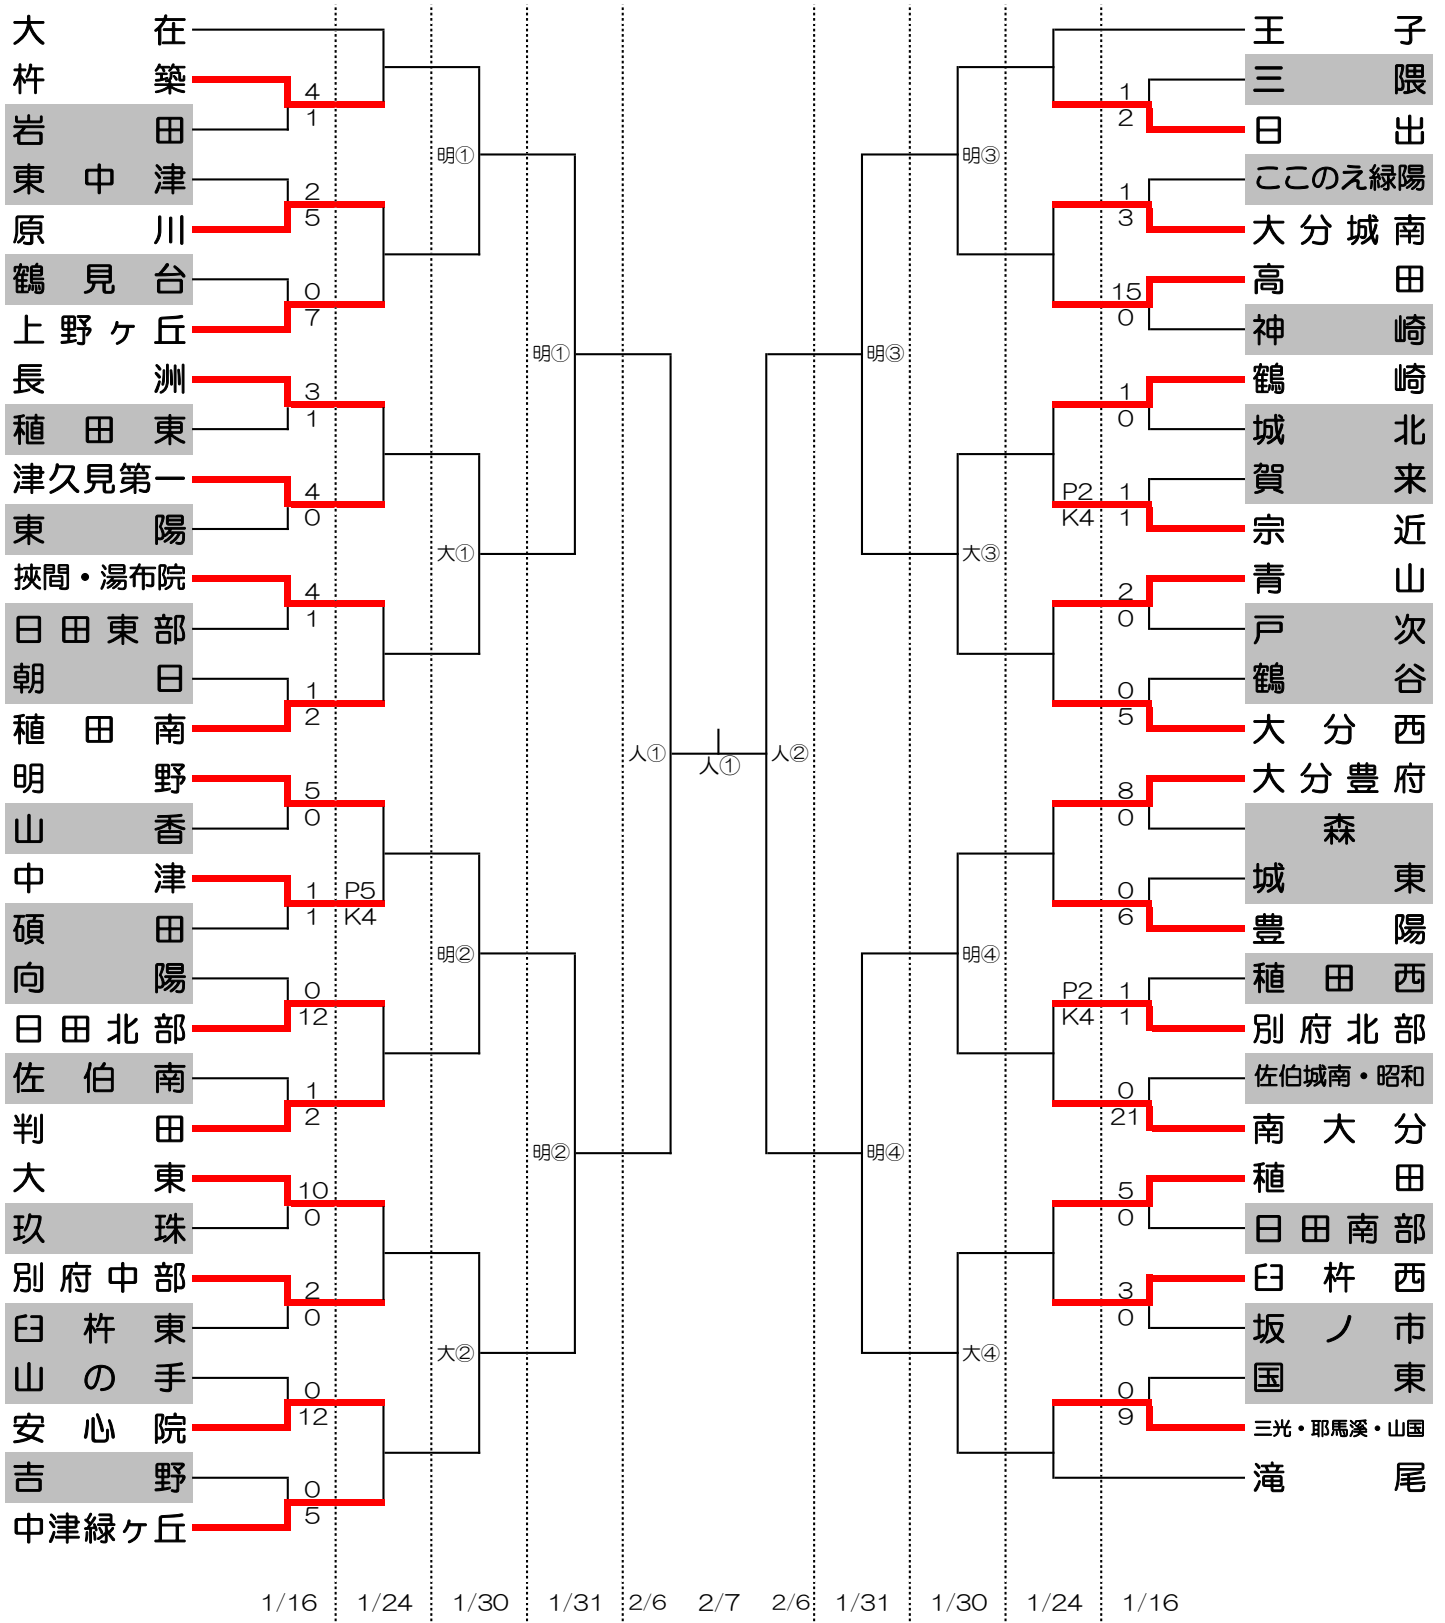 大在
杵築
岩田
東中津
原川
鶴見台
上野ヶ丘
長洲
稙田東
津久見第一
東陽
挾間・湯布院
日田東部
朝日
稙田南
明野
山香
中津
碩田
向陽
日田北部
佐伯南
判田
大東
玖珠
別府中部
臼杵東
山の手
安心院
吉野
中津緑ヶ丘
4
1
2
5
0
7
3
1
4
0
4
1
1
2
5
0
1 P5
1 K4
0
12
1
2
10
0
2
0
0
12
0
5
明①
大①
明②
大②
明①
明②
人①
人①
人②
明③
明④
明③
大③
明④
大④
1
2
1
3
15
0
1
0
P2 1
K4 1
2
0
0
5
8
0
0
6
P2 1
K4 1
0
21
5
0
3
0
0
9
王子
三隈
日出
ここのえ緑陽
大分城南
高田
神崎
鶴崎
城北
賀来
宗近
青山
戸次
鶴谷
大分西
大分豊府
森
城東
豊陽
稙田西
別府北部
佐伯城南・昭和
南大分
稙田
日田南部
臼杵西
坂ノ市
国東
三光・耶馬溪・山国
滝尾
1/16 1/24 1/30 1/31 2/6 2/7 2/6 1/31 1/30 1/24 1/16